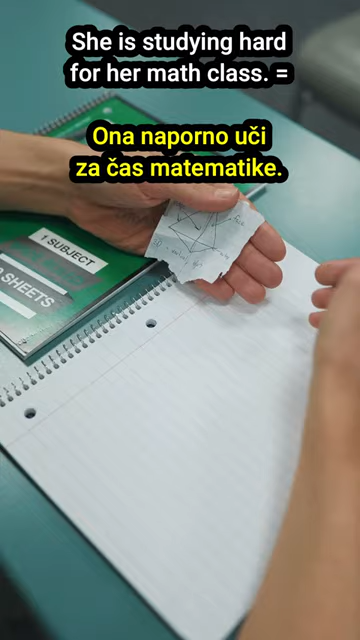 She is studying hard
for her math class. =
Ona naporno uči
za čas matematike.
1 SUBJECT
SHEETS